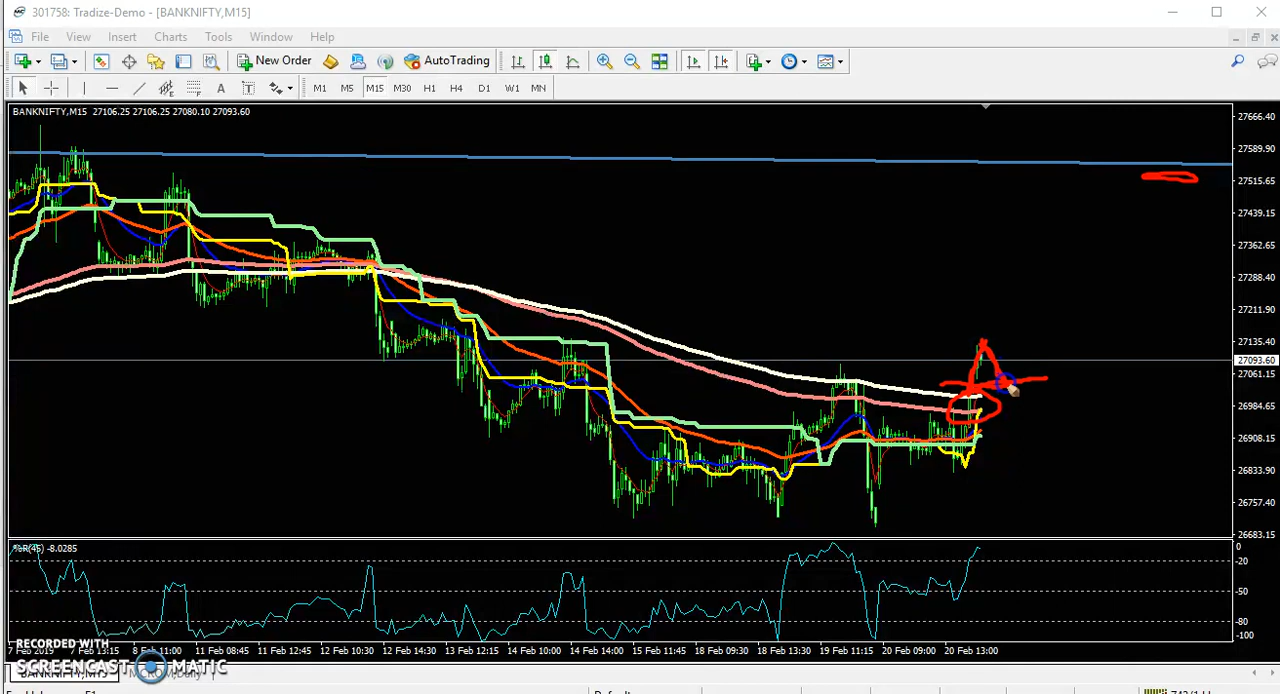 301758: Tradize-Demo - [BANKNIFTY,M15]
File View Insert Charts Tools Window Help
New Order AutoTrading
A T M1 M5 M15 M30 H1 H4 D1 W1 MN
BANKNIFTY,M15 27106.25 27106.25 27080.10 27093.60
27666.40
27589.90
27515.65
27439.15
27362.65
27288.40
27211.90
27135.40
27093.60
27061.15
26984.65
26908.15
26833.90
26757.40
26683.15
%R(45) -8.0285
0
-20
-50
-80
-100
7 Feb 2019 7 Feb 13:15 8 Feb 11:00 11 Feb 08:45 11 Feb 12:45 12 Feb 10:30 12 Feb 14:30 13 Feb 12:15 14 Feb 10:00 14 Feb 14:00 15 Feb 11:45 18 Feb 09:30 18 Feb 13:30 19 Feb 11:15 20 Feb 09:00 20 Feb 13:00
RECORDED WITH
SCREENCAST MATIC
BANKNIFTY,M15 MCROM,Daily